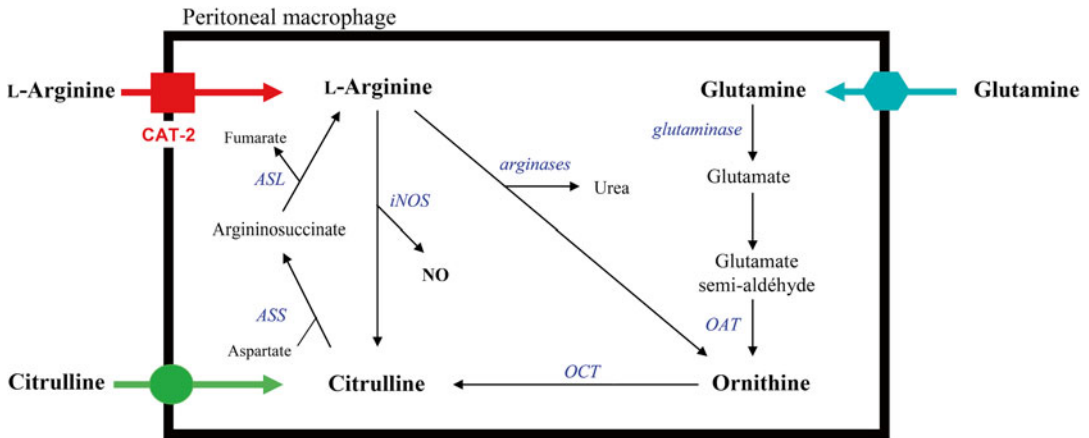 Peritoneal macrophage
L-Arginine
CAT-2
L-Arginine
Glutamine
Glutamine
Fumarate
glutaminase
ASL
arginases
Urea
Glutamate
iNOS
Argininosuccinate
NO
Glutamate
semi-aldéhyde
ASS
OAT
Aspartate
Citrulline
Citrulline
OCT
Ornithine